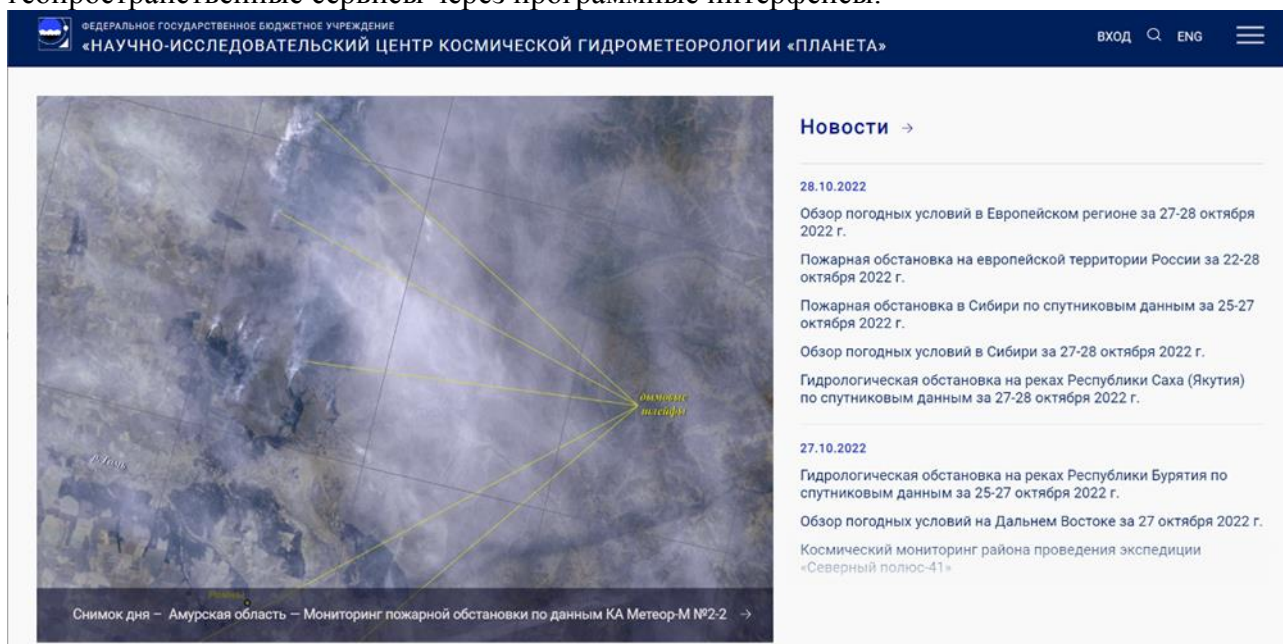 геопространственные сервисы через программные интерфейсы.
ФЕДЕРАЛЬНОЕ ГОСУДАРСТВЕННОЕ БЮДЖЕТНОЕ УЧРЕЖДЕНИЕ
«НАУЧНО-ИССЛЕДОВАТЕЛЬСКИЙ ЦЕНТР КОСМИЧЕСКОЙ ГИДРОМЕТЕОРОЛОГИИ «ПЛАНЕТА»
ВХОД ENG
Новости →
28.10.2022
Обзор погодных условий в Европейском регионе за 27-28 октября
2022 г.
Пожарная обстановка на европейской территории России за 22-28
октября 2022 г.
Пожарная обстановка в Сибири по спутниковым данным за 25-27
октября 2022 г.
Обзор погодных условий в Сибири за 27-28 октября 2022 г.
Гидрологическая обстановка на реках Республики Саха (Якутия)
по спутниковым данным за 27-28 октября 2022 г.
27.10.2022
Гидрологическая обстановка на реках Республики Бурятия по
спутниковым данным за 25-27 октября 2022 г.
Обзор погодных условий на Дальнем Востоке за 27 октября 2022 г.
Космический мониторинг района проведения экспедиции
«Северный полюс-41»
дымовые
шлейфы
Снимок дня – Амурская область — Мониторинг пожарной обстановки по данным КА Метеор-М №2-2 →